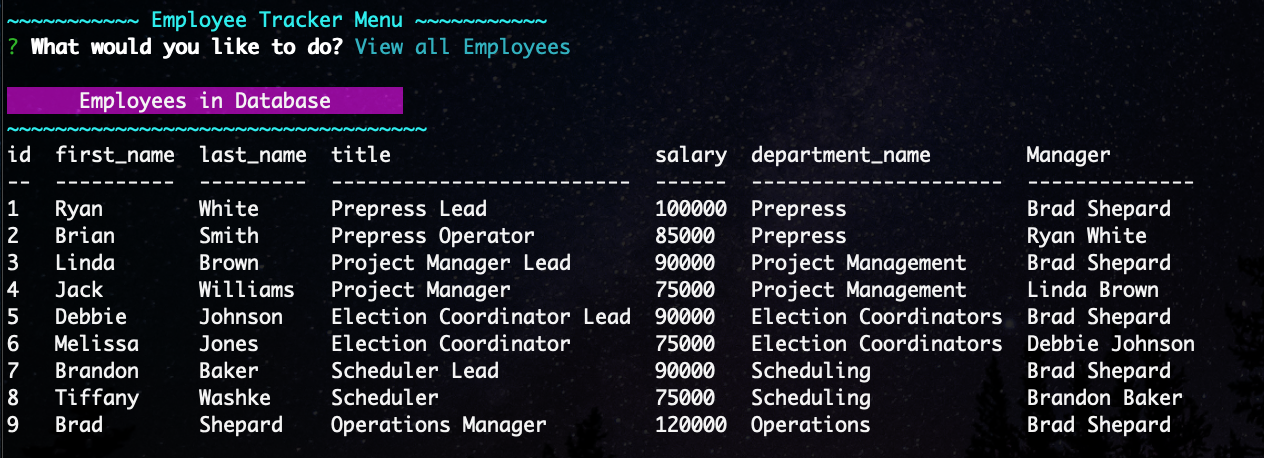 ~~~~~~~~~~~ Employee Tracker Menu ~~~~~~~~~~~
? What would you like to do? View all Employees
Employees in Database
~~~~~~~~~~~~~~~~~~~~~~~~~~~~~~~~~~~
id  first_name  last_name  title                      salary  department_name        Manager
--  ----------  ---------  -------------------------  ------  ---------------------  --------------
1   Ryan        White      Prepress Lead              100000  Prepress               Brad Shepard
2   Brian       Smith      Prepress Operator          85000   Prepress               Ryan White
3   Linda       Brown      Project Manager Lead       90000   Project Management     Brad Shepard
4   Jack        Williams   Project Manager            75000   Project Management     Linda Brown
5   Debbie      Johnson    Election Coordinator Lead  90000   Election Coordinators  Brad Shepard
6   Melissa     Jones      Election Coordinator       75000   Election Coordinators  Debbie Johnson
7   Brandon     Baker      Scheduler Lead             90000   Scheduling             Brad Shepard
8   Tiffany     Washke     Scheduler                  75000   Scheduling             Brandon Baker
9   Brad        Shepard    Operations Manager         120000  Operations             Brad Shepard